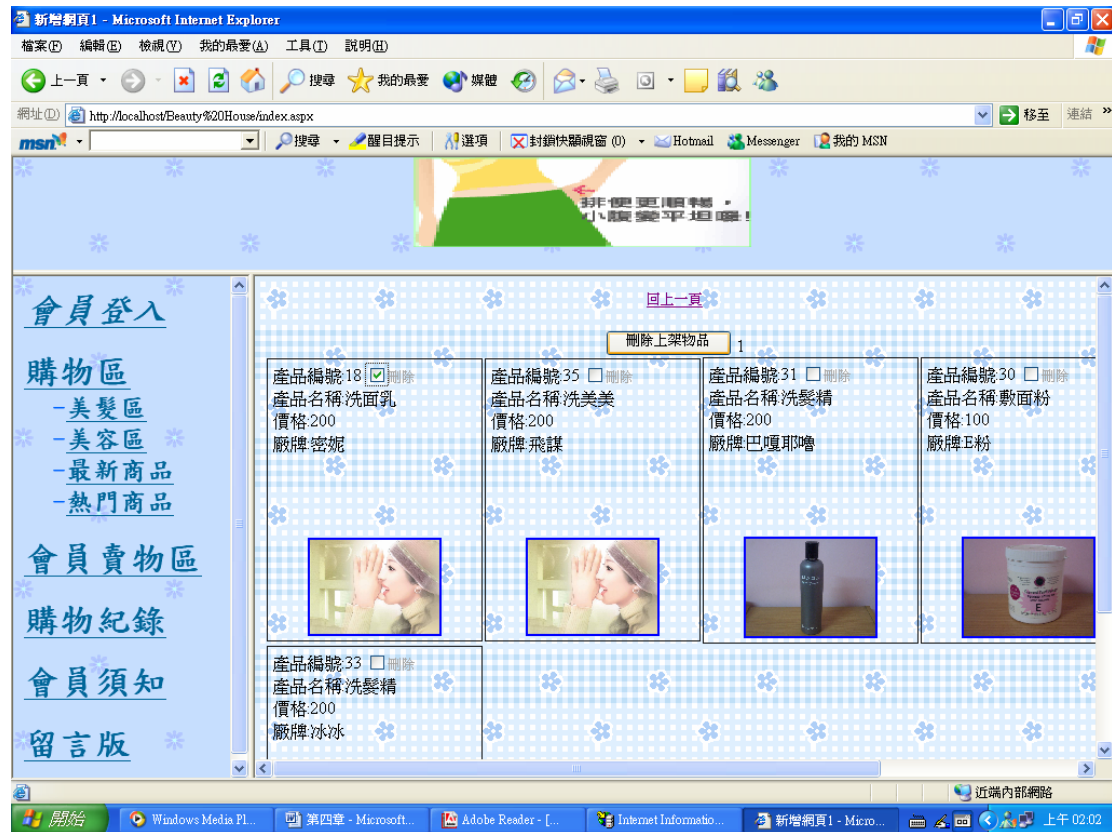 新增網頁1 - Microsoft Internet Explorer
檔案(F) 編輯(E) 檢視(V) 我的最愛(A) 工具(T) 說明(H)
上一頁 搜尋 我的最愛 媒體
網址(D) http://localhost/Beauty%20House/index.aspx 移至 連結 »
msn 搜尋 醒目提示 選項 封鎖快顯視窗 (0) Hotmail Messenger 我的 MSN
排便更順暢，
小腹變平坦囉!
會員登入
購物區
-美髮區
-美容區
-最新商品
-熱門商品
會員賣物區
購物紀錄
會員須知
留言版
回上一頁
刪除上架物品 1
產品編號:18 刪除
產品名稱:洗面乳
價格:200
廠牌:密妮
產品編號:35 刪除
產品名稱:洗美美
價格:200
廠牌:飛謀
產品編號:31 刪除
產品名稱:洗髮精
價格:200
廠牌:巴嘎耶嚕
產品編號:30 刪除
產品名稱:敷面粉
價格:100
廠牌:E粉
E
產品編號:33 刪除
產品名稱:洗髮精
價格:200
廠牌:冰冰
近端內部網路
開始 Windows Media Pl... 第四章 - Microsoft... Adobe Reader - [... Internet Informatio... 新增網頁1 - Micro... 上午 02:02